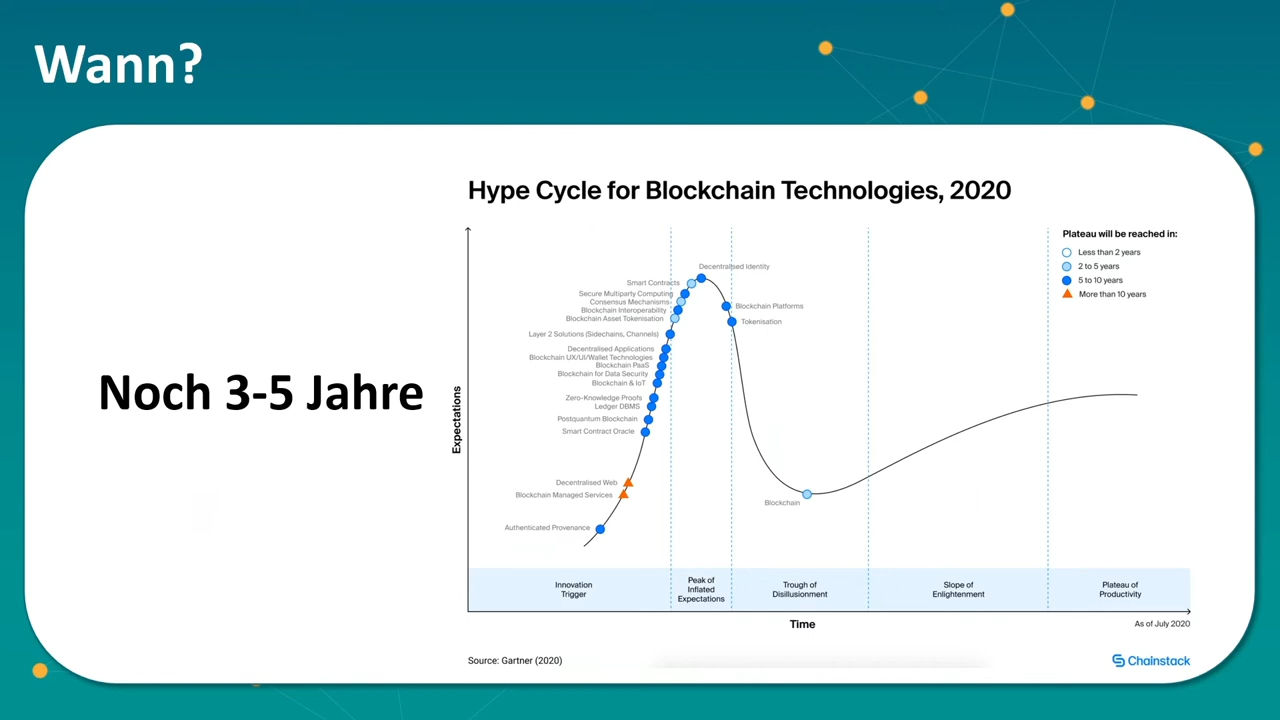 Wann?
Noch 3-5 Jahre
Hype Cycle for Blockchain Technologies, 2020
Plateau will be reached in:
Less than 2 years
2 to 5 years
5 to 10 years
More than 10 years
Expectations
Decentralised Identity
Smart Contracts
Secure Multiparty Computing
Consensus Mechanisms
Blockchain Interoperability
Blockchain Asset Tokenisation
Blockchain Platforms
Tokenisation
Layer 2 Solutions (Sidechains, Channels)
Decentralised Applications
Blockchain UX/UI/Wallet Technologies
Blockchain PaaS
Blockchain for Data Security
Blockchain & IoT
Zero-Knowledge Proofs
Ledger DBMS
Postquantum Blockchain
Smart Contract Oracle
Decentralised Web
Blockchain Managed Services
Authenticated Provenance
Blockchain
Innovation
Trigger
Peak of
Inflated
Expectations
Trough of
Disillusionment
Slope of
Enlightenment
Plateau of
Productivity
Time
As of July 2020
Source: Gartner (2020)
Chainstack